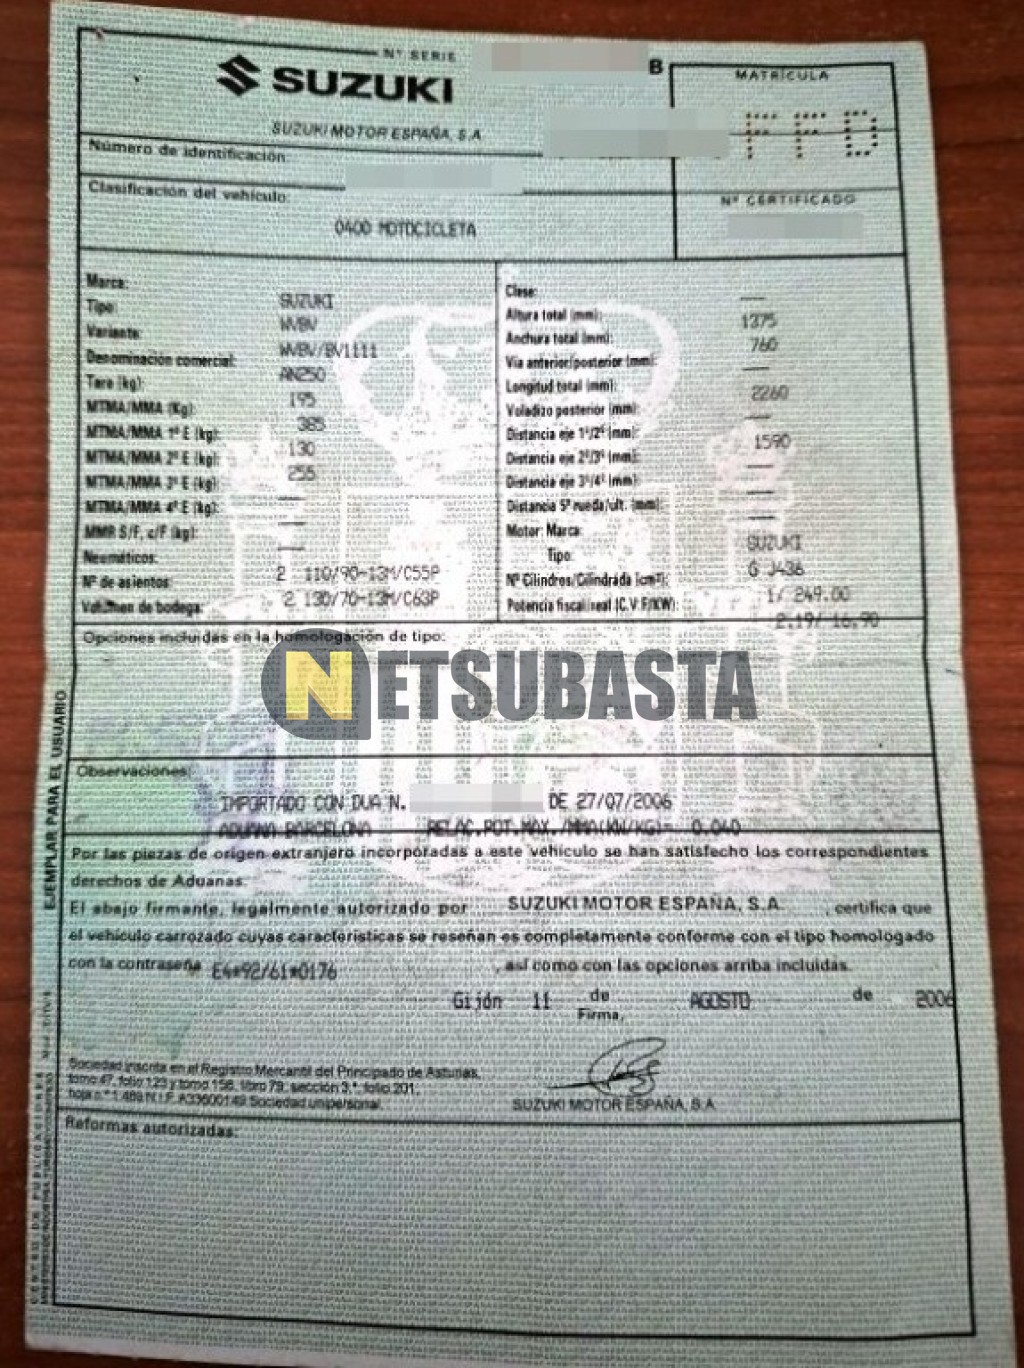 Nº SERIE
B
MATRÍCULA
SUZUKI
SUZUKI MOTOR ESPAÑA, S.A.
FFD
Número de identificación:
Clasificación del vehículo:
Nº CERTIFICADO
0400 MOTOCICLETA
Marca: SUZUKI
Tipo: WVBV
Variante: WVBV/BV1111
Denominación comercial: AN250
Tara (kg): 195
MTMA/MMA (Kg): 385
MTMA/MMA 1º E (kg): 130
MTMA/MMA 2º E (kg): 255
MTMA/MMA 3º E (kg): —
MTMA/MMA 4º E (kg): —
MMR S/F, c/F (kg): —
Neumáticos: 2 110/90-13M/C55P
Nº de asientos: 2 130/70-13M/C63P
Volumen de bodega:
Clase: —
Altura total (mm): 1375
Anchura total (mm): 760
Vía anterior/posterior (mm): —
Longitud total (mm): 2260
Voladizo posterior (mm): —
Distancia eje 1º/2º (mm): 1590
Distancia eje 2º/3º (mm): —
Distancia eje 3º/4º (mm): —
Distancia 5ª rueda/ult. (mm): —
Motor: Marca: SUZUKI
Tipo: G J436
Nº Cilindros/Cilindrada (cm³): 1/ 249.00
Potencia fiscal/real (C.V.F/KW): 2.19/ 16.90
Opciones incluidas en la homologación de tipo:
NETSUBASTA
EJEMPLAR PARA EL USUARIO
Observaciones:
IMPORTADO CON DUA N. DE 27/07/2006
ADUANA BARCELONA RELAC.POT.MAX./MMA(KW/KG)= 0.040
Por las piezas de origen extranjero incorporadas a este vehículo se han satisfecho los correspondientes
derechos de Aduanas.
El abajo firmante, legalmente autorizado por SUZUKI MOTOR ESPAÑA, S.A. , certifica que
el vehículo carrozado cuyas características se reseñan es completamente conforme con el tipo homologado
con la contraseña E4*92/61*0176 , así como con las opciones arriba incluidas.
Gijón 11 de AGOSTO de 2006
Firma,
Sociedad inscrita en el Registro Mercantil del Principado de Asturias,
tomo 47, folio 123 y tomo 156, libro 79, sección 3.ª, folio 201,
hoja n.º 1.489 N.I.F. A33600149 Sociedad unipersonal.
SUZUKI MOTOR ESPAÑA, S.A.
Reformas autorizadas:
CENTRO DE PUBLICACIONES